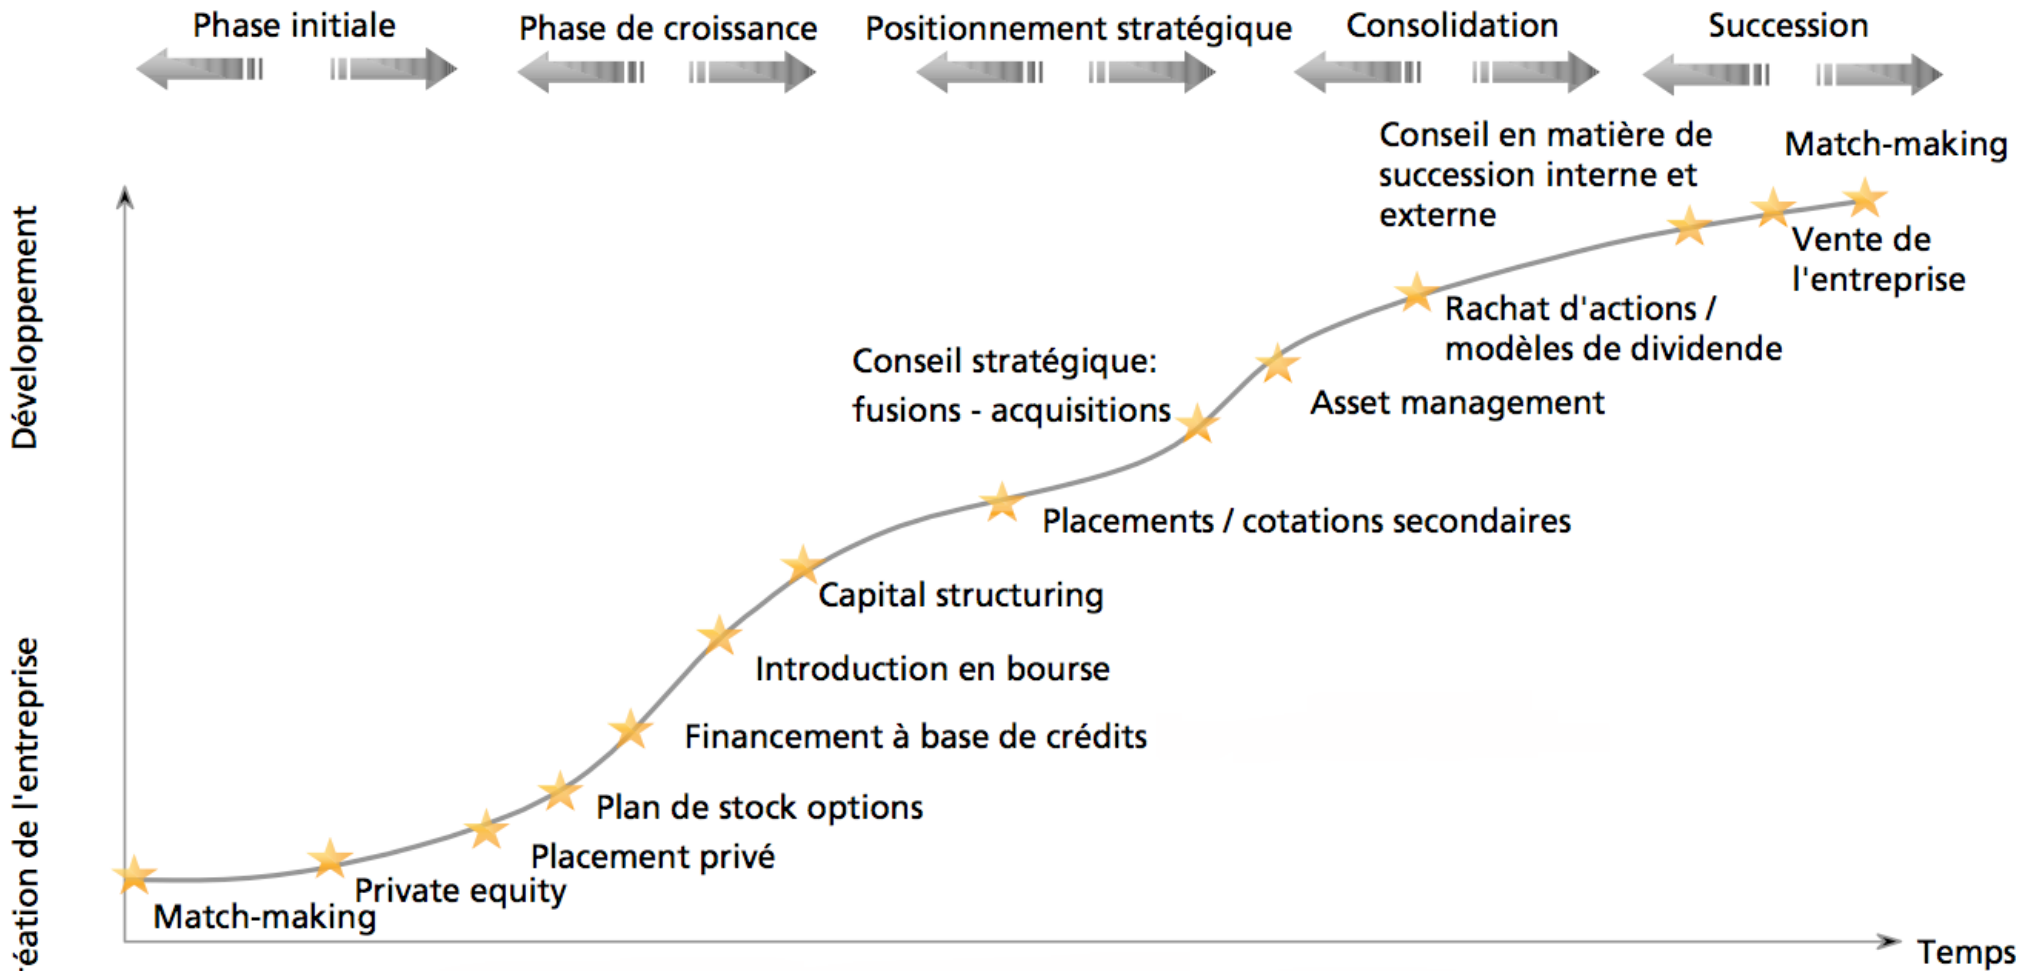 Phase initiale
Phase de croissance
Positionnement stratégique
Consolidation
Succession
Conseil en matière de
succession interne et
externe
Match-making
Vente de
l'entreprise
Rachat d'actions /
modèles de dividende
Conseil stratégique:
fusions - acquisitions
Asset management
Placements / cotations secondaires
Capital structuring
Introduction en bourse
Financement à base de crédits
Plan de stock options
Placement privé
Private equity
Match-making
Développement
réation de l'entreprise
Temps